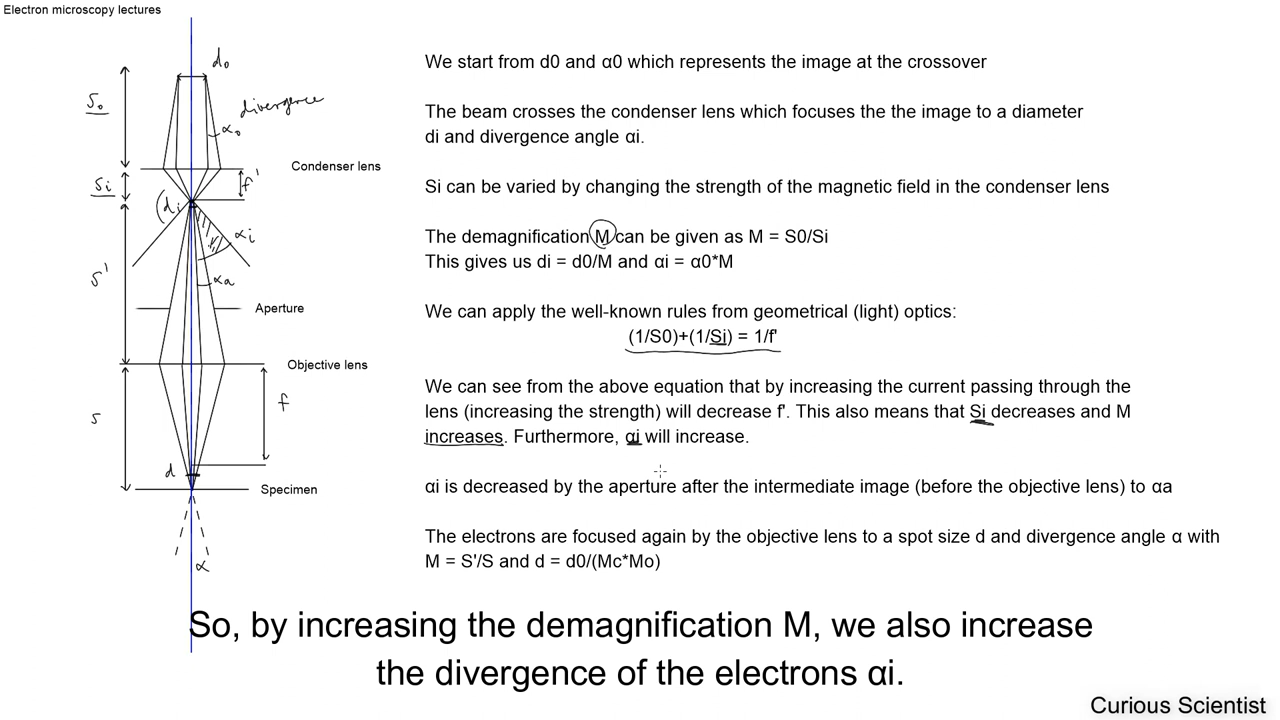 Electron microscopy lectures
d₀
We start from d0 and α0 which represents the image at the crossover
S₀
divergence
α₀
The beam crosses the condenser lens which focuses the the image to a diameter
di and divergence angle αi.
Condenser lens
Si
f'
Si can be varied by changing the strength of the magnetic field in the condenser lens
di
αi
The demagnification M can be given as M = S0/Si
This gives us di = d0/M and αi = α0*M
S'
αa
Aperture
We can apply the well-known rules from geometrical (light) optics:
(1/S0)+(1/Si) = 1/f'
Objective lens
We can see from the above equation that by increasing the current passing through the
lens (increasing the strength) will decrease f'. This also means that Si decreases and M
increases. Furthermore, αi will increase.
S
f
d
Specimen
αi is decreased by the aperture after the intermediate image (before the objective lens) to αa
The electrons are focused again by the objective lens to a spot size d and divergence angle α with
M = S'/S and d = d0/(Mc*Mo)
α
So, by increasing the demagnification M, we also increase
the divergence of the electrons αi.
Curious Scientist